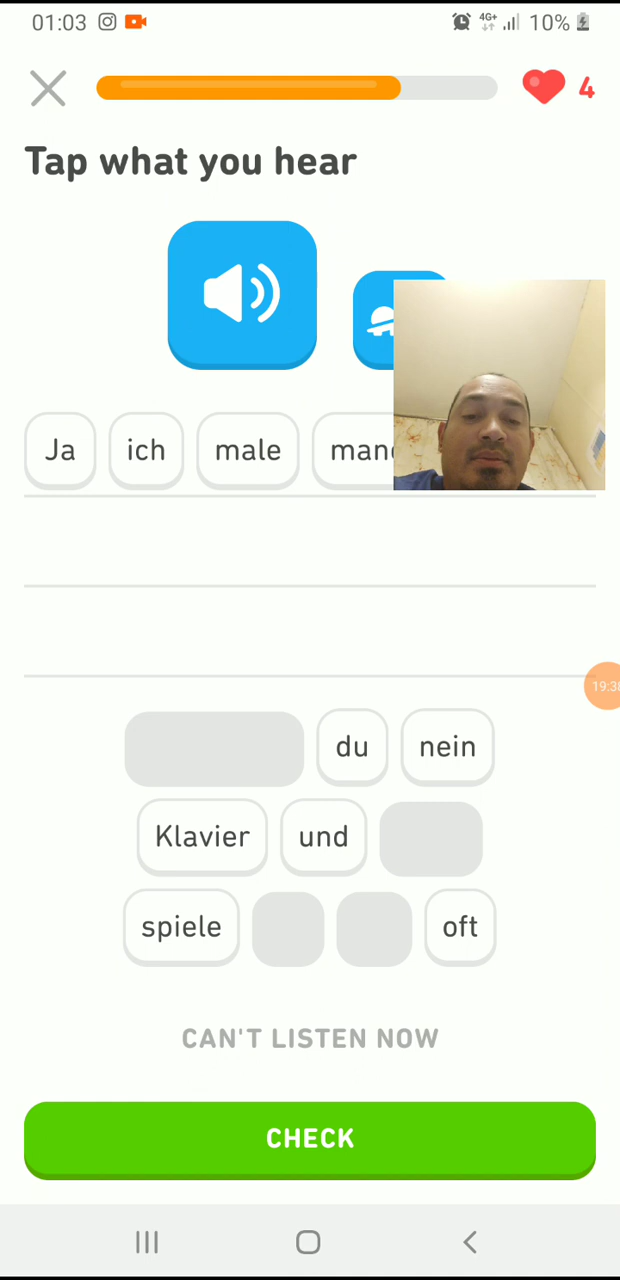 01:03 4G+ 10%
4
Tap what you hear
Ja ich male
du nein
Klavier und
spiele oft
CAN'T LISTEN NOW
CHECK